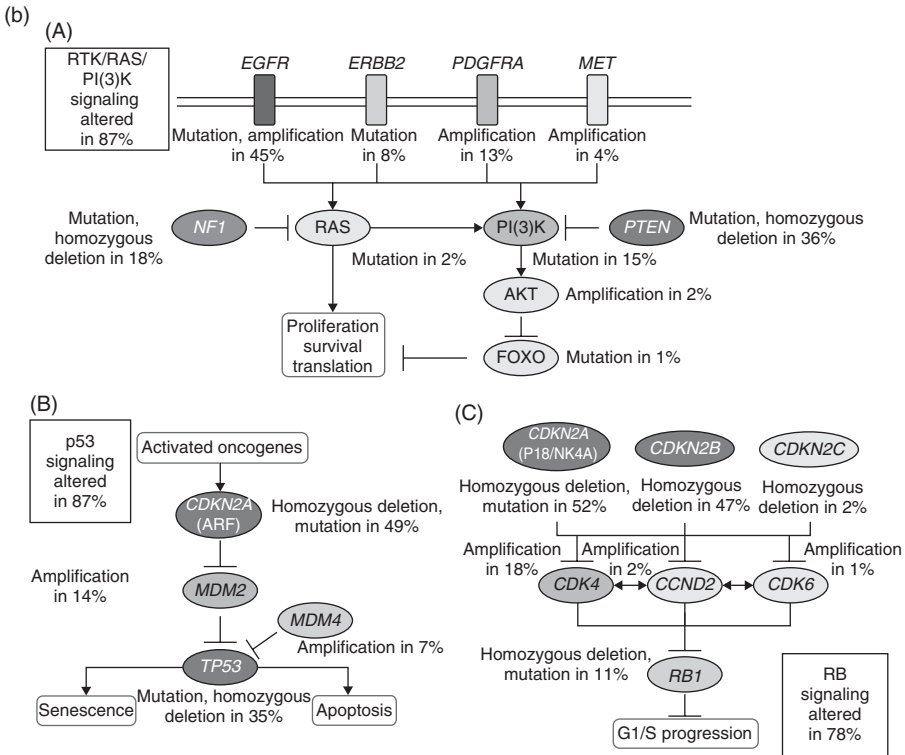 (b)
(A)
RTK/RAS/
PI(3)K
signaling
altered
in 87%
EGFR
ERBB2
PDGFRA
MET
Mutation, amplification
in 45%
Mutation
in 8%
Amplification
in 13%
Amplification
in 4%
Mutation,
homozygous
deletion in 18%
NF1
RAS
PI(3)K
PTEN
Mutation, homozygous
deletion in 36%
Mutation in 2%
Mutation in 15%
AKT
Amplification in 2%
Proliferation
survival
translation
FOXO
Mutation in 1%
(B)
p53
signaling
altered
in 87%
Activated oncogenes
CDKN2A
(ARF)
Homozygous deletion,
mutation in 49%
Amplification
in 14%
MDM2
MDM4
Amplification in 7%
TP53
Senescence
Mutation, homozygous
deletion in 35%
Apoptosis
(C)
CDKN2A
(P18/NK4A)
CDKN2B
CDKN2C
Homozygous deletion,
mutation in 52%
Homozygous
deletion in 47%
Homozygous
deletion in 2%
Amplification
in 18%
Amplification
in 2%
Amplification
in 1%
CDK4
CCND2
CDK6
Homozygous deletion,
mutation in 11%
RB1
G1/S progression
RB
signaling
altered
in 78%